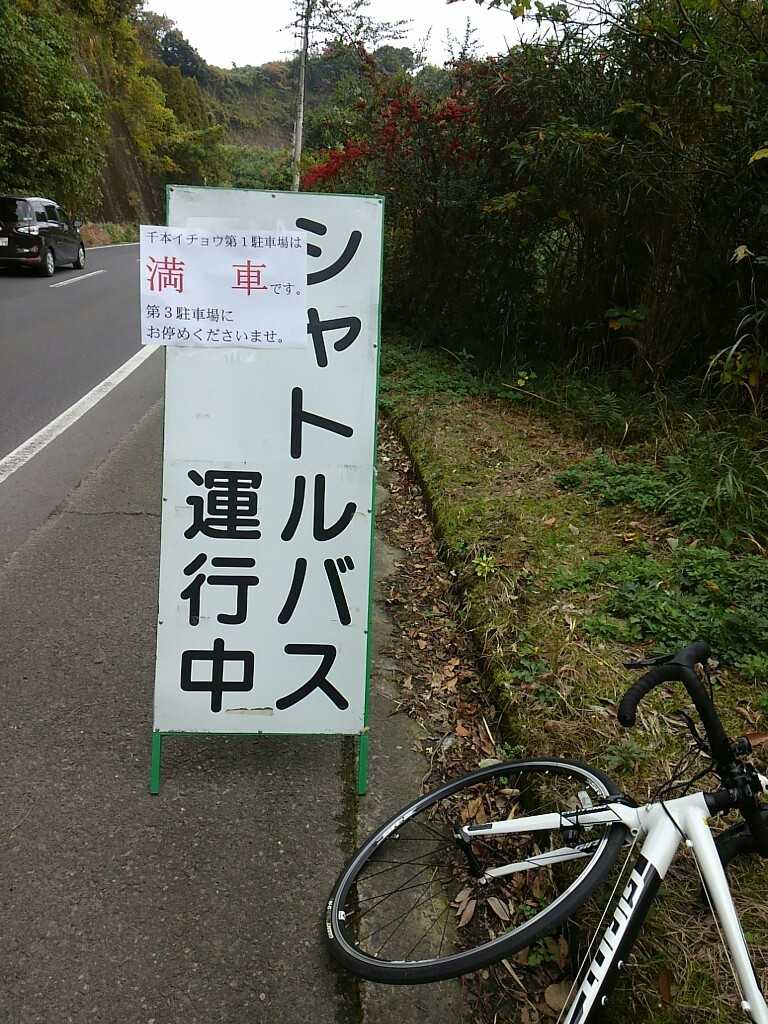 千本イチョウ第1駐車場は
満 車です。
第3駐車場に
お停めくださいませ。
シャトルバス
運行中
GIANT